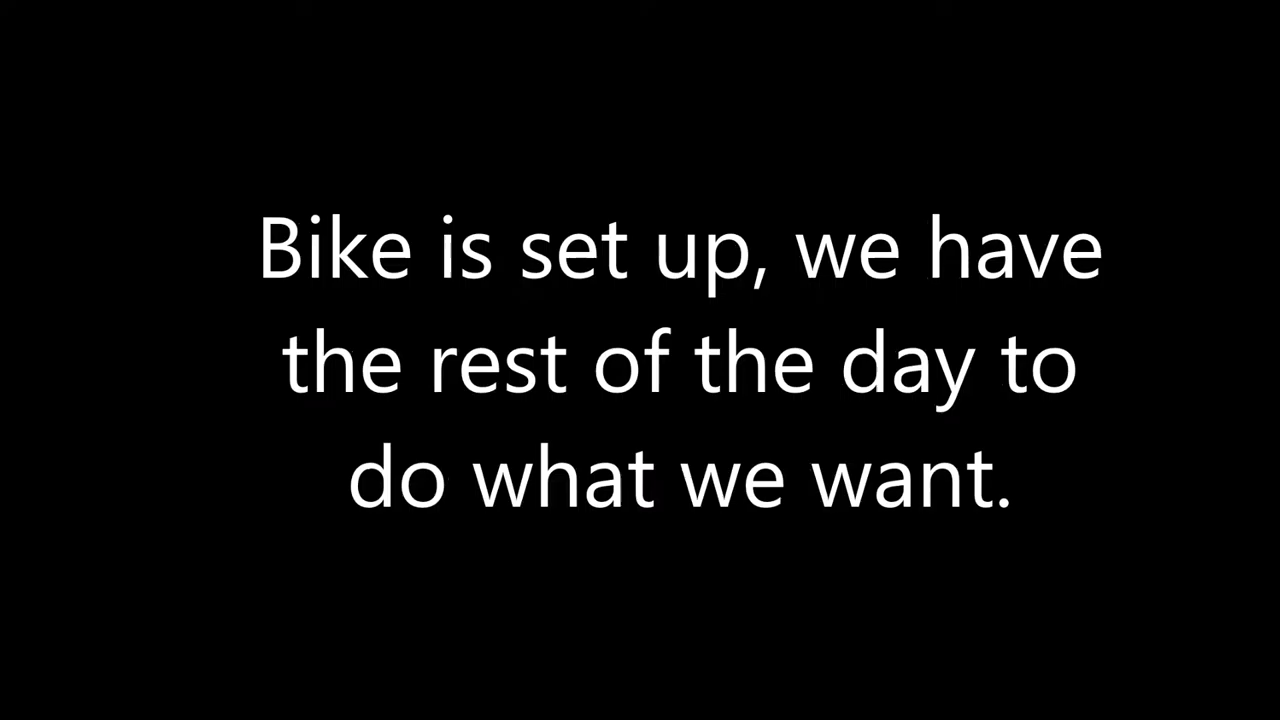 Bike is set up, we have
the rest of the day to
do what we want.